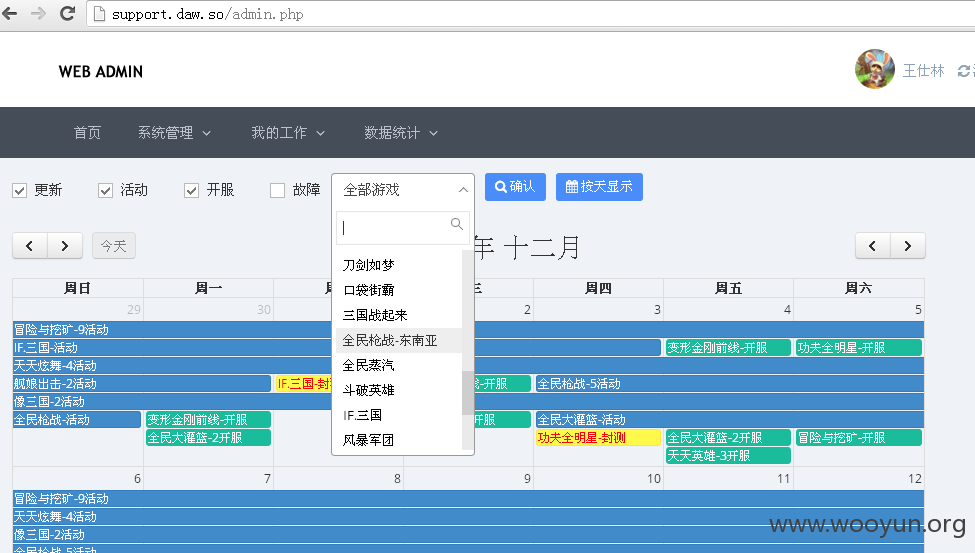 support.daw.so/admin.php
WEB ADMIN
王仕林
首页 系统管理 我的工作 数据统计
更新 活动 开服 故障 全部游戏 确认 按天显示
今天
年 十二月
刀剑如梦
口袋街霸
三国战起来
全民枪战-东南亚
全民蒸汽
斗破英雄
IF.三国
风暴军团
周日 周一 三 周四 周五 周六
29 30 2 3 4 5
冒险与挖矿-9活动
IF.三国-活动 变形金刚前线-开服 功夫全明星-开服
天天炫舞-4活动
舰娘出击-2活动 IF.三国-封 线-开服 全民枪战-5活动
像三国-2活动
全民枪战-活动 变形金刚前线-开服 开服 全民大灌篮-活动
全民大灌篮-2开服 功夫全明星-封测 全民大灌篮-2开服 冒险与挖矿-开服
天天英雄-3开服
6 7 8 9 10 11 12
冒险与挖矿-9活动
天天炫舞-4活动
像三国-2活动
全民枪战-5活动
www.wooyun.org